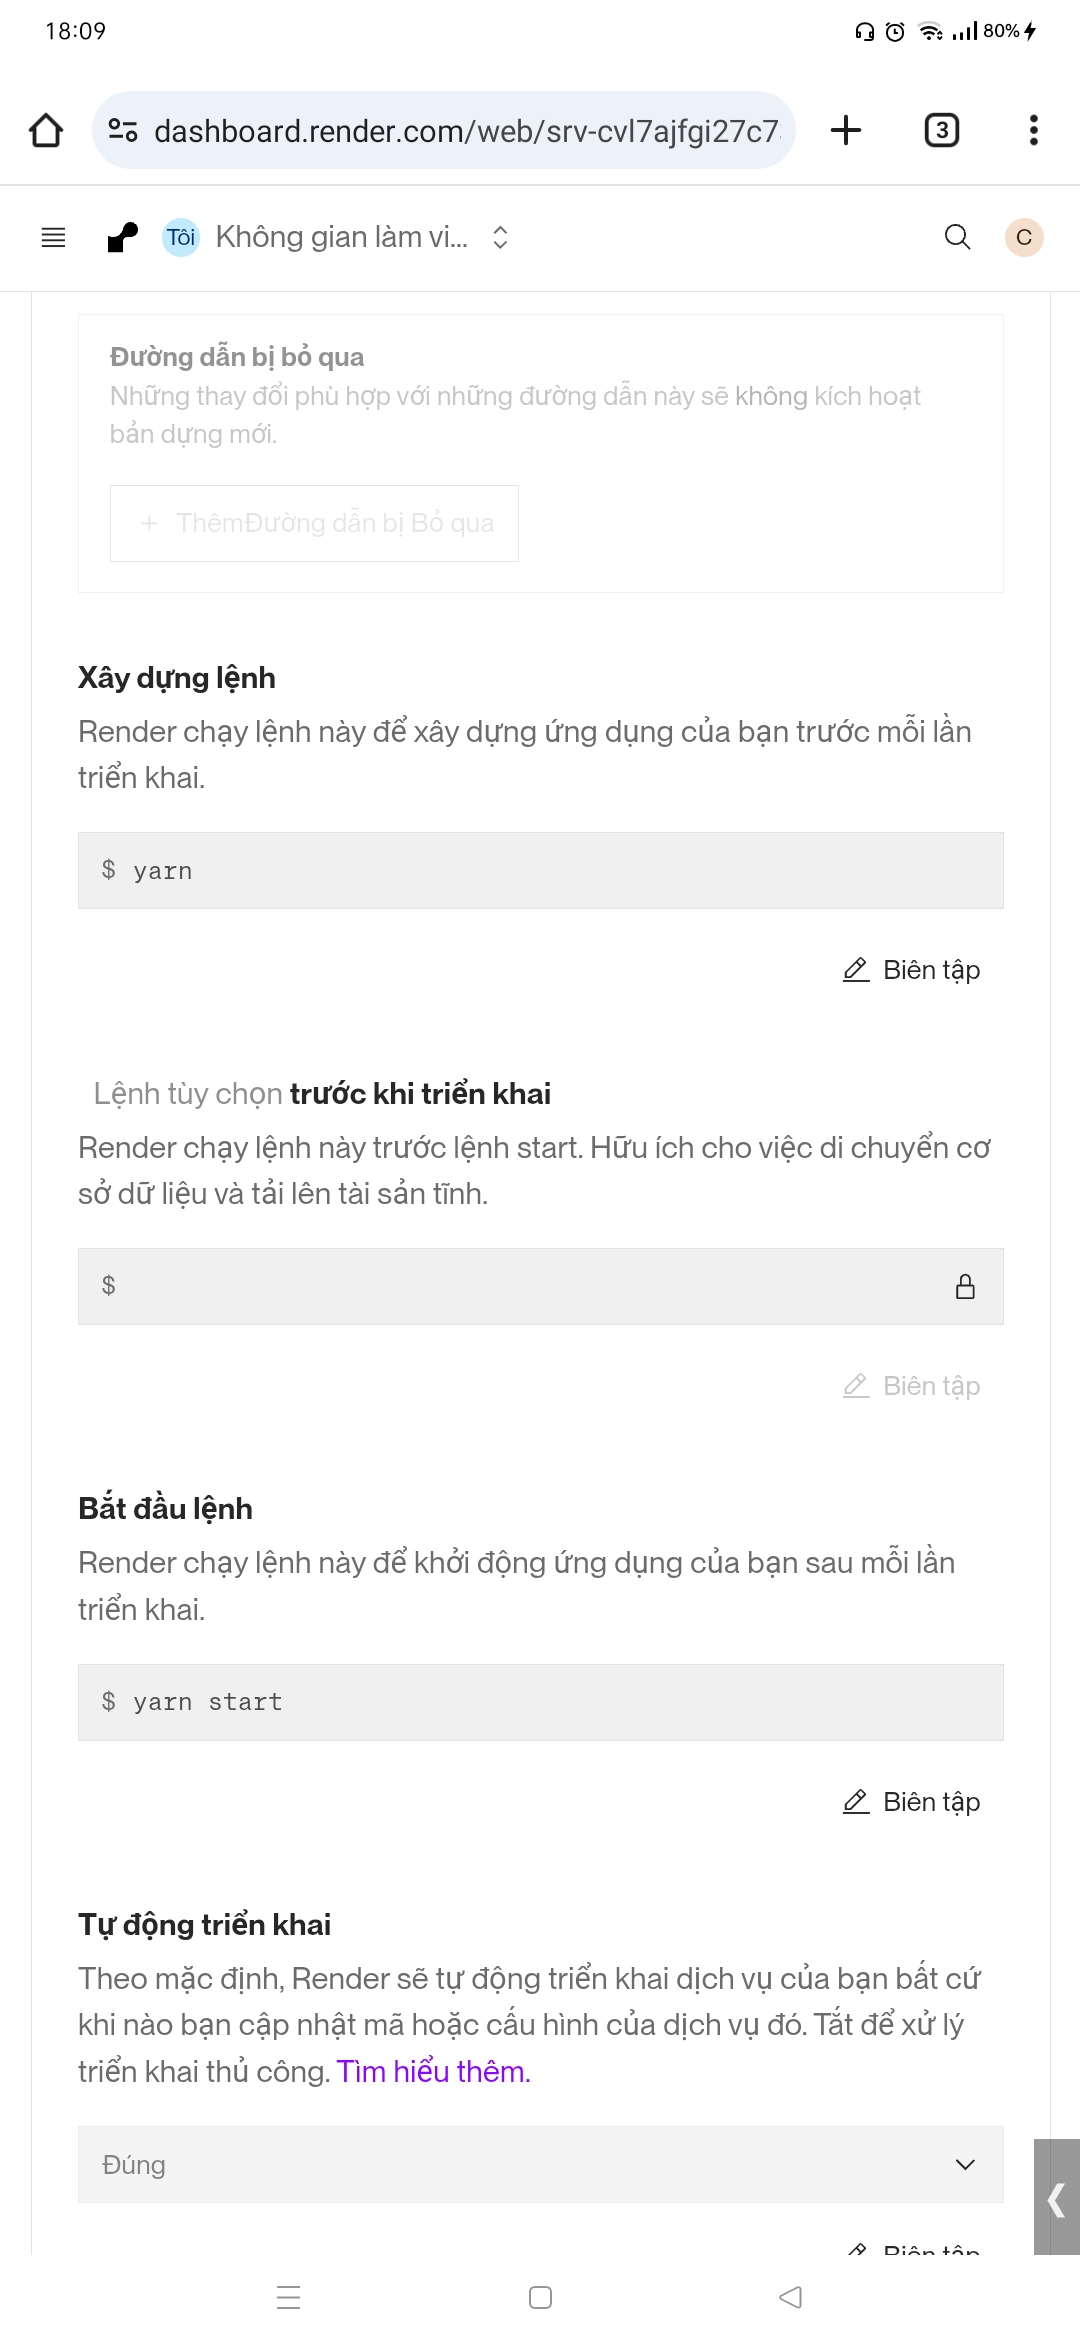 18:09
80%
dashboard.render.com/web/srv-cvl7ajfgi27c7
3
Tôi Không gian làm vi...
C
Đường dẫn bị bỏ qua
Những thay đổi phù hợp với những đường dẫn này sẽ không kích hoạt
bản dựng mới.
+ ThêmĐường dẫn bị Bỏ qua
Xây dựng lệnh
Render chạy lệnh này để xây dựng ứng dụng của bạn trước mỗi lần
triển khai.
$ yarn
Biên tập
Lệnh tùy chọn trước khi triển khai
Render chạy lệnh này trước lệnh start. Hữu ích cho việc di chuyển cơ
sở dữ liệu và tải lên tài sản tĩnh.
$
Biên tập
Bắt đầu lệnh
Render chạy lệnh này để khởi động ứng dụng của bạn sau mỗi lần
triển khai.
$ yarn start
Biên tập
Tự động triển khai
Theo mặc định, Render sẽ tự động triển khai dịch vụ của bạn bất cứ
khi nào bạn cập nhật mã hoặc cấu hình của dịch vụ đó. Tắt để xử lý
triển khai thủ công. Tìm hiểu thêm.
Đúng
Biên tập